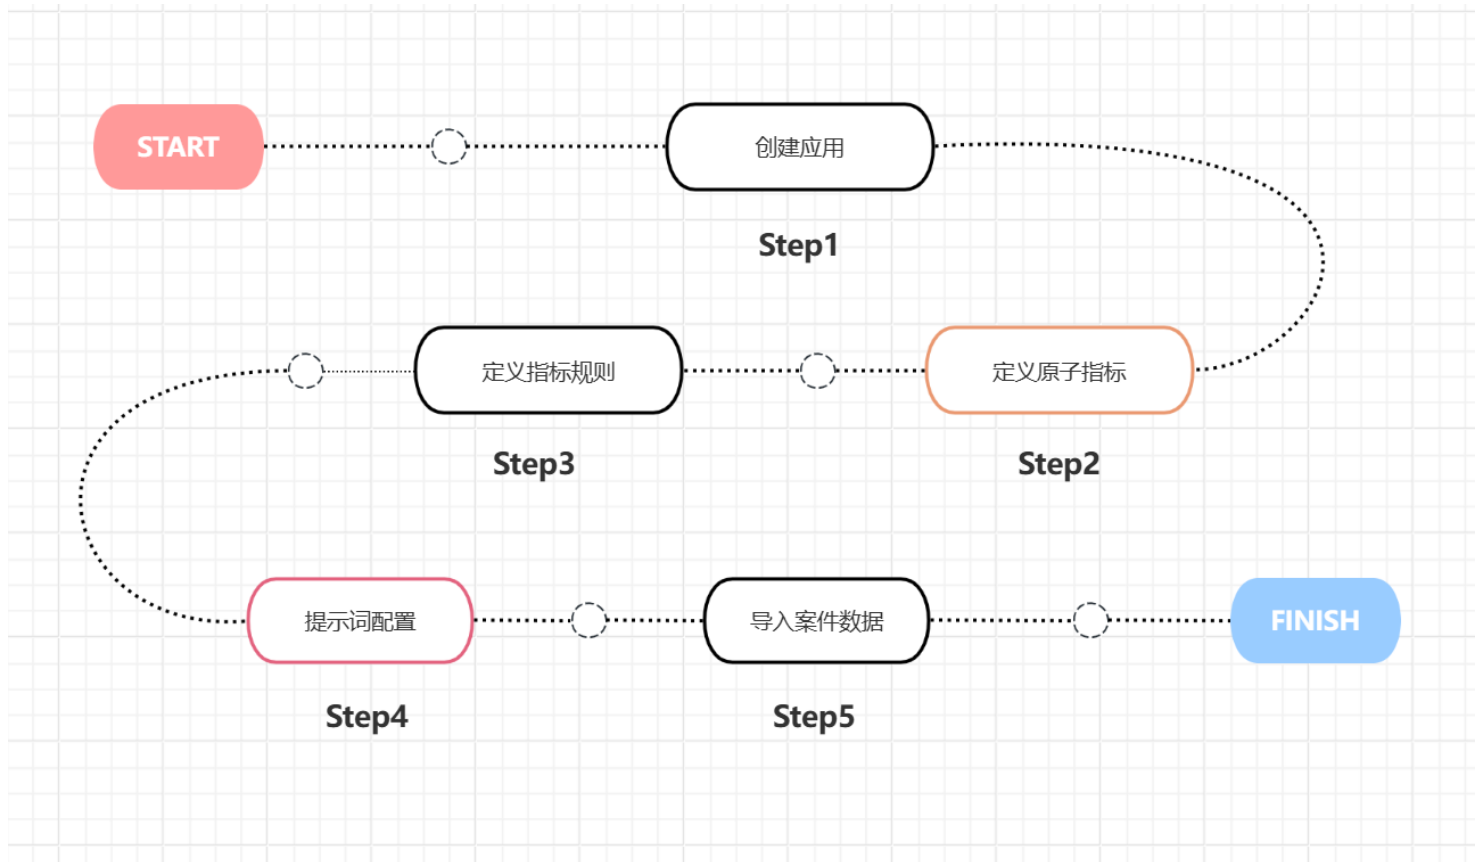 START
创建应用
Step1
定义原子指标
Step2
定义指标规则
Step3
提示词配置
Step4
导入案件数据
Step5
FINISH